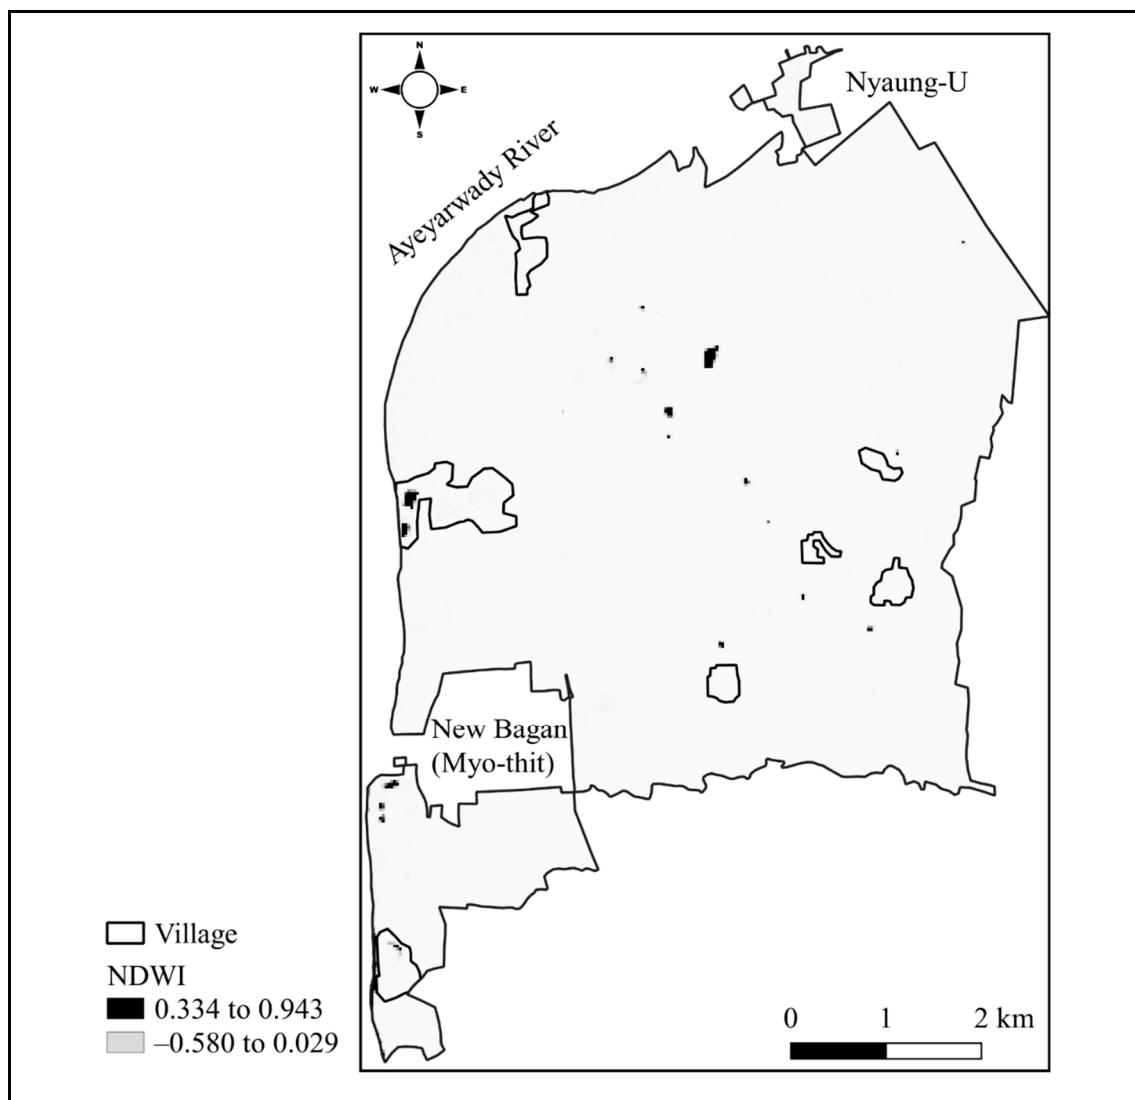 N
W E
S
Nyaung-U
Ayeyarwady River
New Bagan
(Myo-thit)
Village
NDWI
0.334 to 0.943
–0.580 to 0.029
0 1 2 km